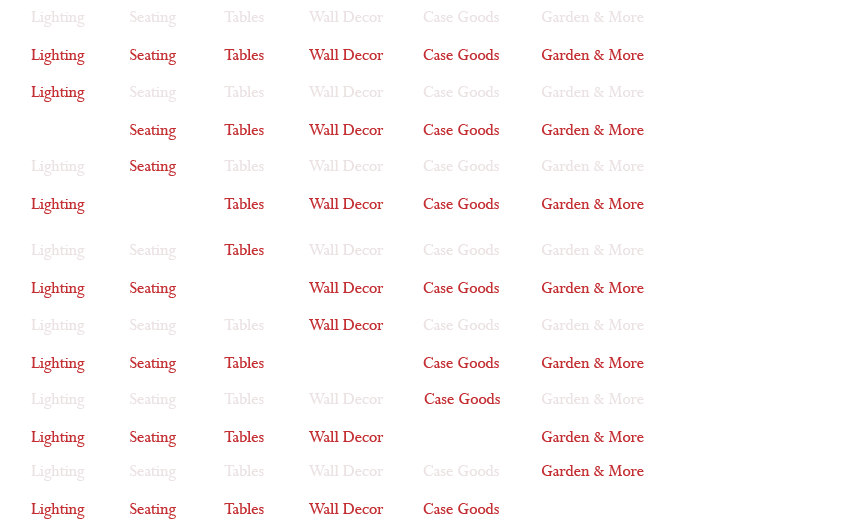 Lighting Seating Tables Wall Decor Case Goods Garden & More
Lighting Seating Tables Wall Decor Case Goods Garden & More
Lighting Seating Tables Wall Decor Case Goods Garden & More
Seating Tables Wall Decor Case Goods Garden & More
Lighting Seating Tables Wall Decor Case Goods Garden & More
Lighting Tables Wall Decor Case Goods Garden & More
Lighting Seating Tables Wall Decor Case Goods Garden & More
Lighting Seating Wall Decor Case Goods Garden & More
Lighting Seating Tables Wall Decor Case Goods Garden & More
Lighting Seating Tables Case Goods Garden & More
Lighting Seating Tables Wall Decor Case Goods Garden & More
Lighting Seating Tables Wall Decor Garden & More
Lighting Seating Tables Wall Decor Case Goods Garden & More
Lighting Seating Tables Wall Decor Case Goods